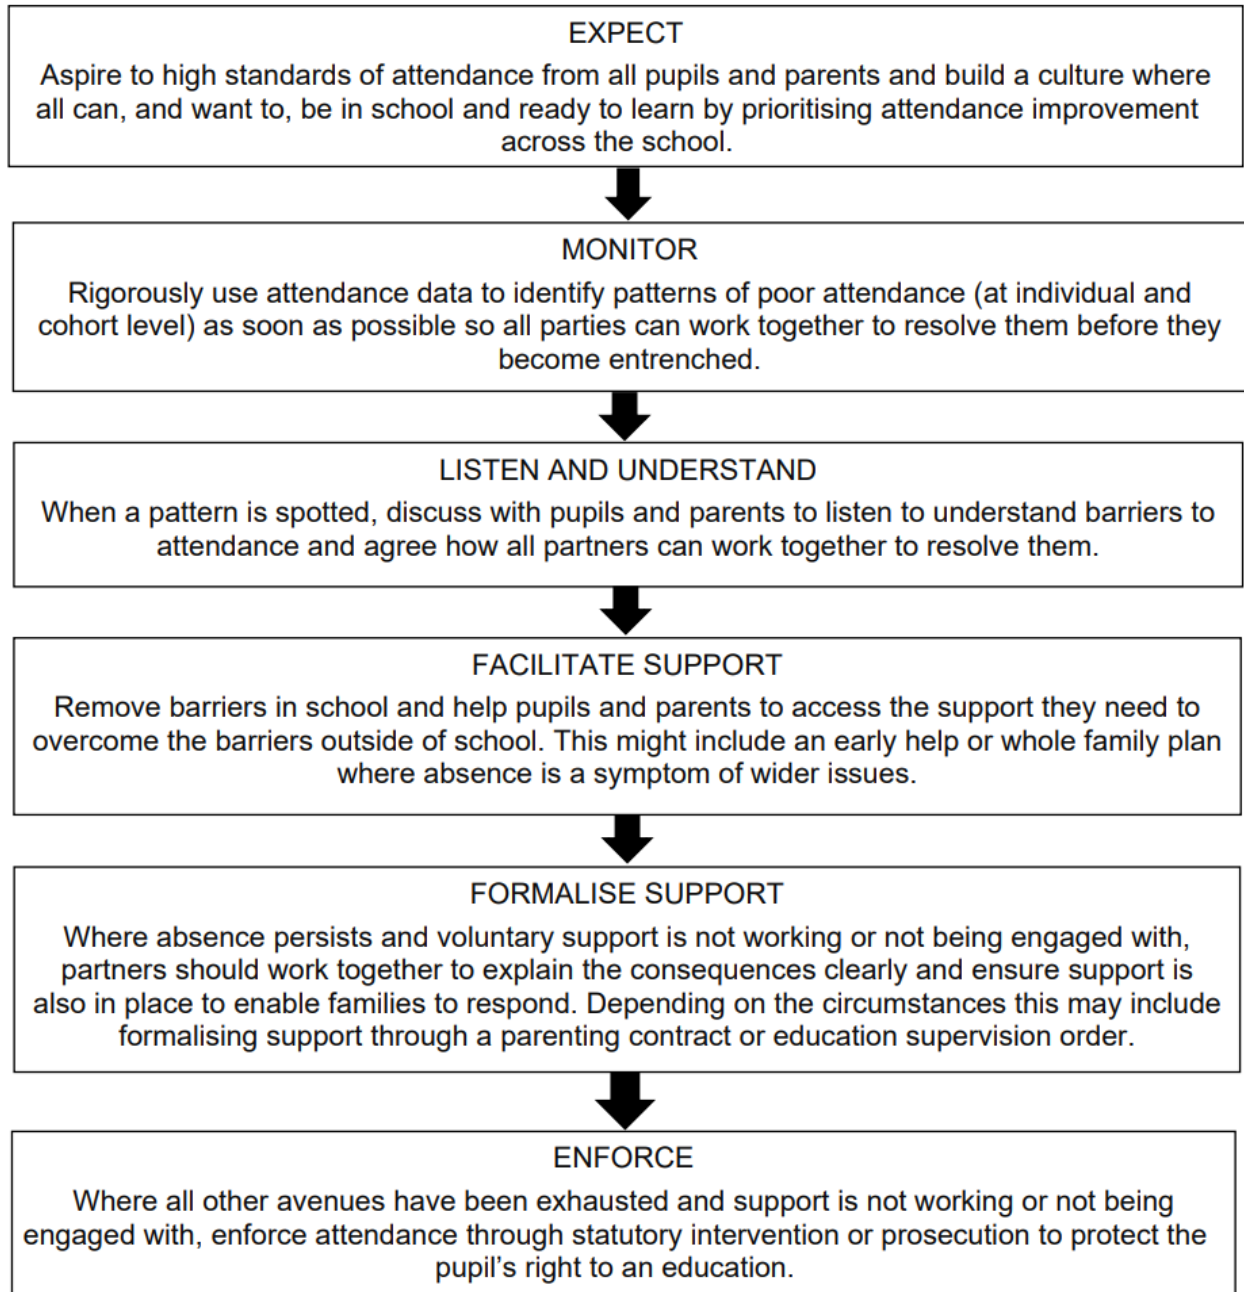 EXPECT
Aspire to high standards of attendance from all pupils and parents and build a culture where
all can, and want to, be in school and ready to learn by prioritising attendance improvement
across the school.
MONITOR
Rigorously use attendance data to identify patterns of poor attendance (at individual and
cohort level) as soon as possible so all parties can work together to resolve them before they
become entrenched.
LISTEN AND UNDERSTAND
When a pattern is spotted, discuss with pupils and parents to listen to understand barriers to
attendance and agree how all partners can work together to resolve them.
FACILITATE SUPPORT
Remove barriers in school and help pupils and parents to access the support they need to
overcome the barriers outside of school. This might include an early help or whole family plan
where absence is a symptom of wider issues.
FORMALISE SUPPORT
Where absence persists and voluntary support is not working or not being engaged with,
partners should work together to explain the consequences clearly and ensure support is
also in place to enable families to respond. Depending on the circumstances this may include
formalising support through a parenting contract or education supervision order.
ENFORCE
Where all other avenues have been exhausted and support is not working or not being
engaged with, enforce attendance through statutory intervention or prosecution to protect the
pupil's right to an education.